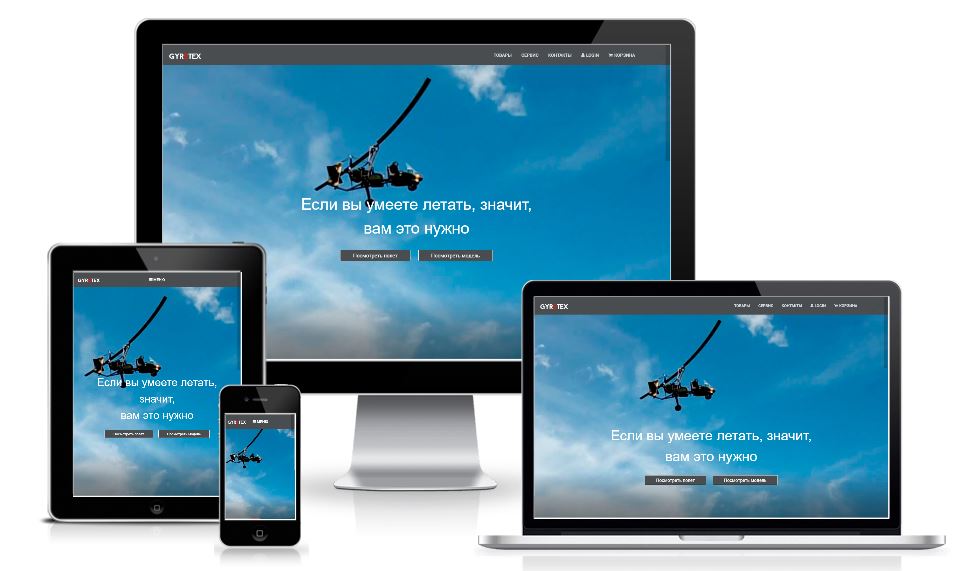 GYROTEX
ТОВАРЫ СЕРВИС КОНТАКТЫ LOGIN КОРЗИНА
Если вы умеете летать, значит,
вам это нужно
Посмотреть полет Посмотреть модель
GYROTEX МЕНЮ
Если вы умеете летать,
значит,
вам это нужно
Посмотреть полет Посмотреть модель
GYROTEX МЕНЮ
GYROTEX ТОВАРЫ СЕРВИС КОНТАКТЫ LOGIN КОРЗИНА
Если вы умеете летать, значит,
вам это нужно
Посмотреть полет Посмотреть модель